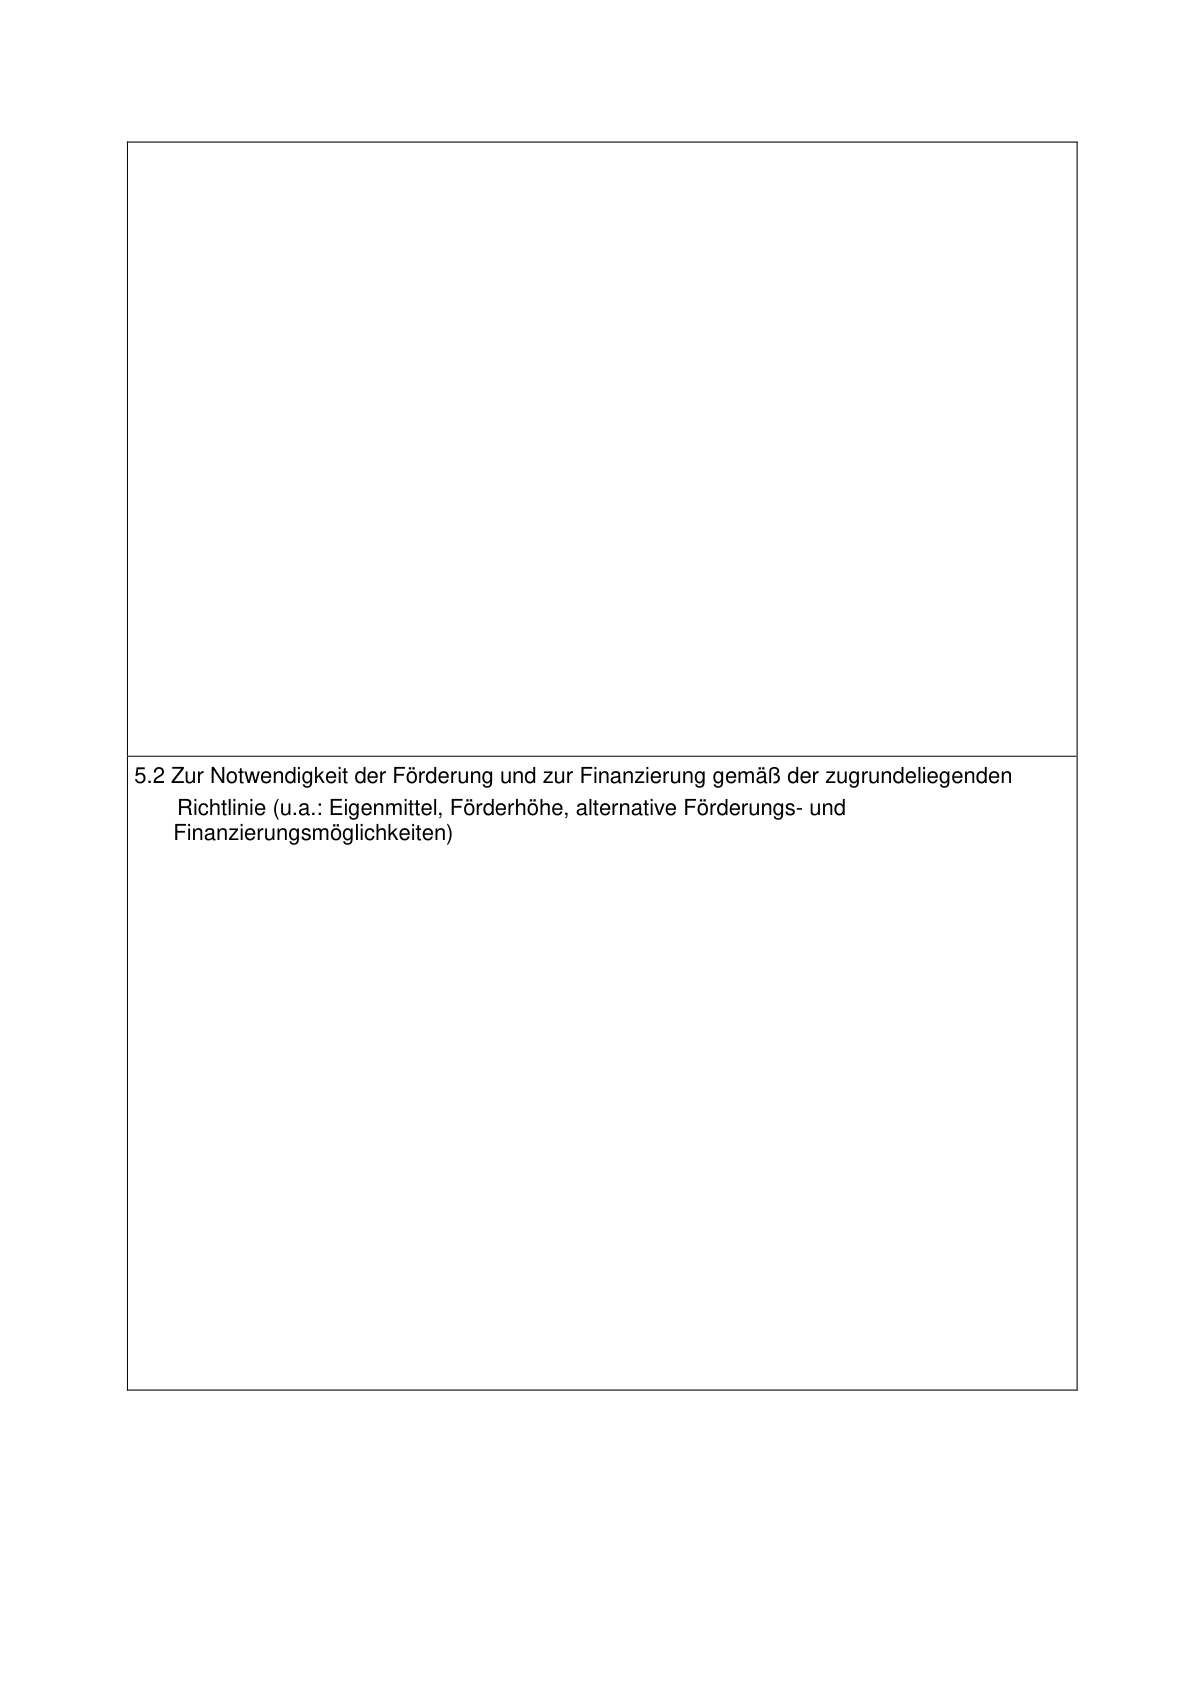 5.2 Zur Notwendigkeit der Förderung und zur Finanzierung gemäß der zugrundeliegenden
Richtlinie (u.a.: Eigenmittel, Förderhöhe, alternative Förderungs- und
Finanzierungsmöglichkeiten)